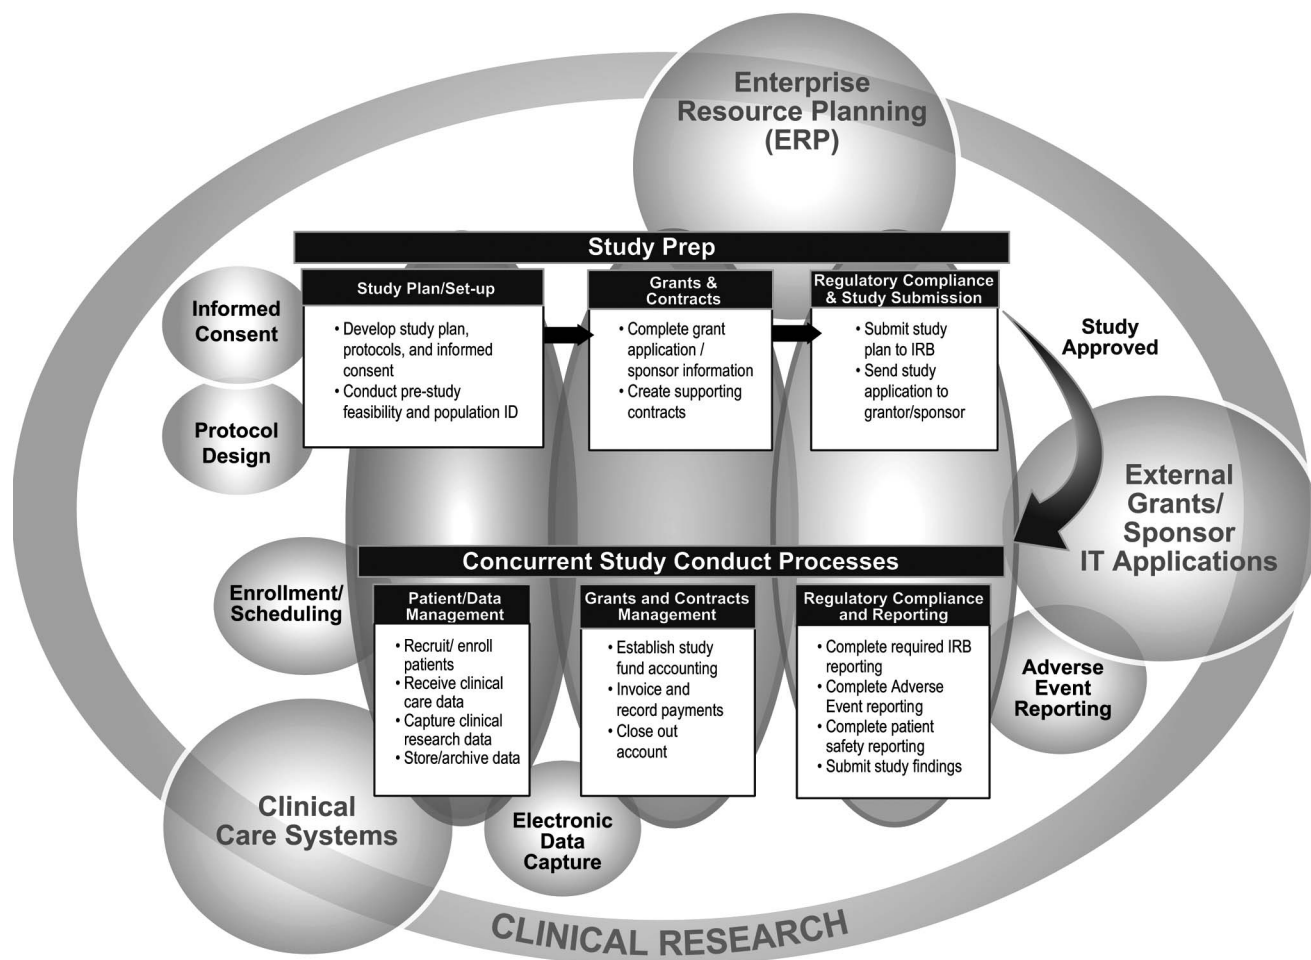 Enterprise
Resource Planning
(ERP)
Study Prep
Informed
Consent
Protocol
Design
Study Plan/Set-up
• Develop study plan,
protocols, and informed
consent
• Conduct pre-study
feasibility and population ID
Grants &
Contracts
• Complete grant
application /
sponsor information
• Create supporting
contracts
Regulatory Compliance
& Study Submission
• Submit study
plan to IRB
• Send study
application to
grantor/sponsor
Study
Approved
External
Grants/
Sponsor
IT Applications
Concurrent Study Conduct Processes
Enrollment/
Scheduling
Patient/Data
Management
• Recruit/ enroll
patients
• Receive clinical
care data
• Capture clinical
research data
• Store/archive data
Grants and Contracts
Management
• Establish study
fund accounting
• Invoice and
record payments
• Close out
account
Regulatory Compliance
and Reporting
• Complete required IRB
reporting
• Complete Adverse
Event reporting
• Complete patient
safety reporting
• Submit study findings
Adverse
Event
Reporting
Clinical
Care Systems
Electronic
Data
Capture
CLINICAL RESEARCH